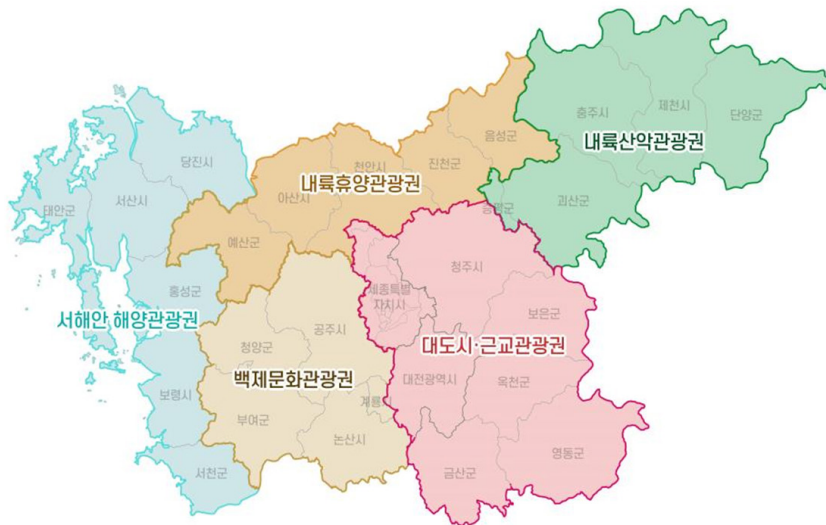 충주시
제천시
단양군
음성군
내륙산악관광권
당진시
천안시
진천군
내륙휴양관광권
아산시
서산시
태안군
증평군
괴산군
예산군
청주시
홍성군
세종특별
자치시
보은군
서해안 해양관광권
공주시
청양군
대도시·근교관광권
백제문화관광권
대전광역시
옥천군
보령시
계룡시
부여군
논산시
영동군
서천군
금산군